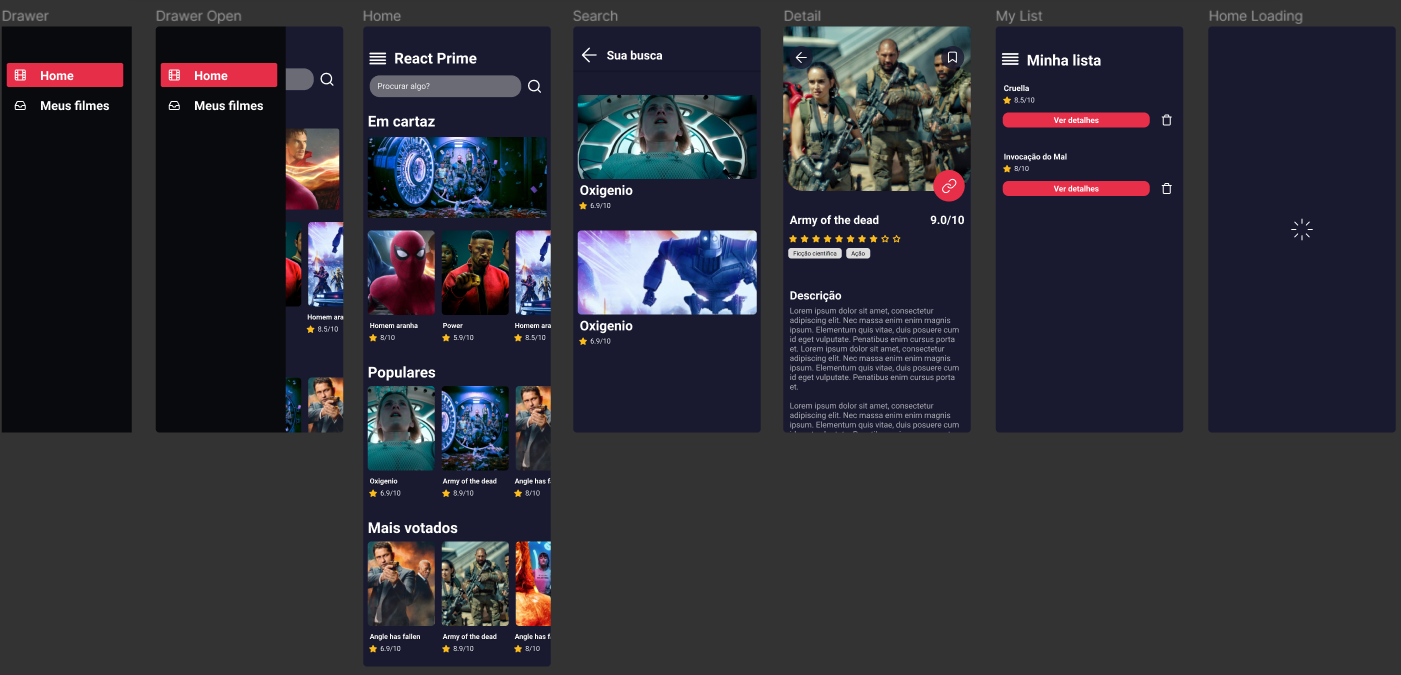 Drawer
Home
Meus filmes
Drawer Open
Home
Meus filmes
Homem ara
8.5/10
Home
React Prime
Procurar algo?
Em cartaz
Homem aranha
8/10
Power
5.9/10
Homem ara
8.5/10
Populares
Oxigenio
6.9/10
Army of the dead
8.9/10
Angle has f
8/10
Mais votados
Angle has fallen
6.9/10
Army of the dead
8.9/10
Angle has f
8/10
Search
Sua busca
Oxigenio
6.9/10
Oxigenio
6.9/10
Detail
Army of the dead 9.0/10
Ficção científica Ação
Descrição
Lorem ipsum dolor sit amet, consectetur
adipiscing elit. Nec massa enim enim magnis
ipsum. Elementum quis vitae, duis posuere cum
id eget vulputate. Penatibus enim cursus porta
et. Lorem ipsum dolor sit amet, consectetur
adipiscing elit. Nec massa enim enim magnis
ipsum. Elementum quis vitae, duis posuere cum
id eget vulputate. Penatibus enim cursus porta
et.
Lorem ipsum dolor sit amet, consectetur
adipiscing elit. Nec massa enim enim magnis
ipsum. Elementum quis vitae, duis posuere cum
My List
Minha lista
Cruella
8.5/10
Ver detalhes
Invocação do Mal
8/10
Ver detalhes
Home Loading